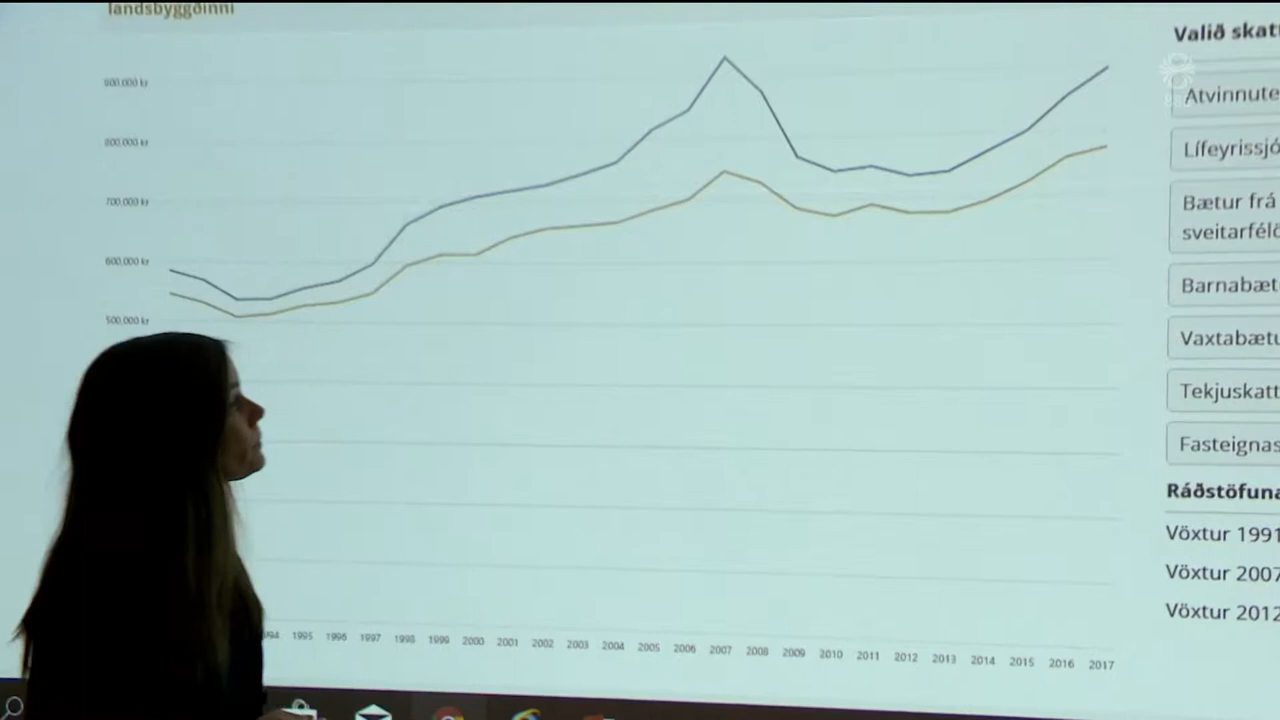 landsbyggðinni
900.000 kr
800.000 kr
700.000 kr
600.000 kr
500.000 kr
1995 1996 1997 1998 1999 2000 2001 2002 2003 2004 2005 2006 2007 2008 2009 2010 2011 2012 2013 2014 2015 2016 2017
Valið skatt
Atvinnute
Lífeyrissjó
Bætur frá
sveitarfélö
Barnabæt
Vaxtabætu
Tekjuskatt
Fasteignas
Ráðstöfuna
Vöxtur 1991
Vöxtur 2007
Vöxtur 2012